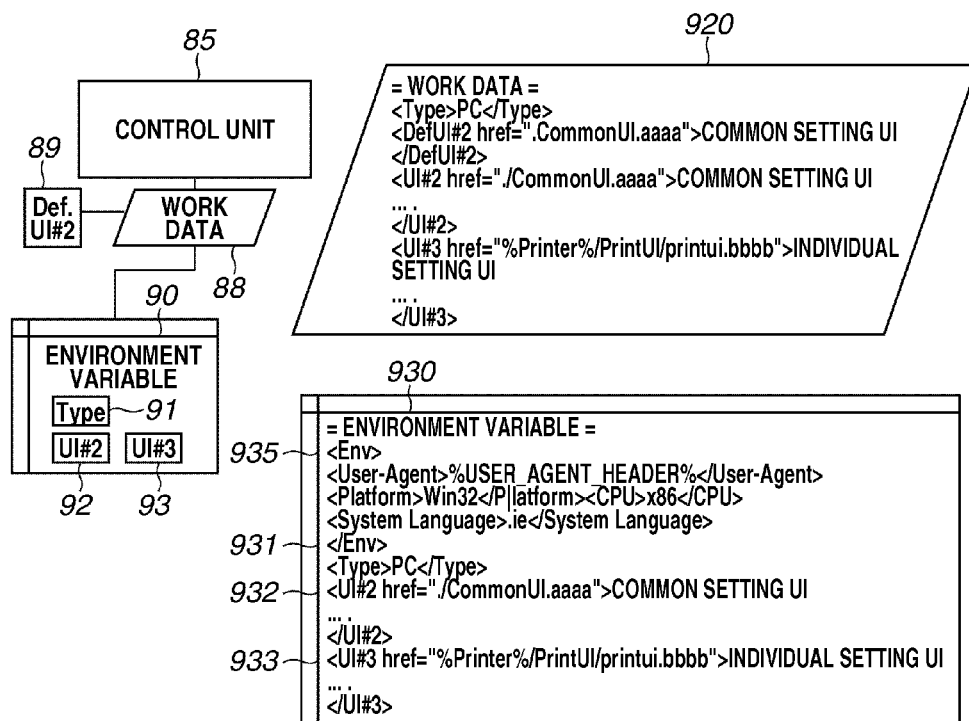 85
CONTROL UNIT
89
Def.
UI#2
WORK
DATA
88
90
ENVIRONMENT
VARIABLE
Type
91
UI#2
UI#3
92
93
920
= WORK DATA =
<Type>PC</Type>
<DefUI#2 href=".CommonUI.aaaa">COMMON SETTING UI
</DefUI#2>
<UI#2 href="./CommonUI.aaaa">COMMON SETTING UI
... .
</UI#2>
<UI#3 href="%Printer%/PrintUI/printui.bbbb">INDIVIDUAL
SETTING UI
... .
</UI#3>
930
= ENVIRONMENT VARIABLE =
935
<Env>
<User-Agent>%USER_AGENT_HEADER%</User-Agent>
<Platform>Win32</P||latform><CPU>x86</CPU>
<System Language>.ie</System Language>
931
</Env>
<Type>PC</Type>
932
<UI#2 href="./CommonUI.aaaa">COMMON SETTING UI
... .
</UI#2>
933
<UI#3 href="%Printer%/PrintUI/printui.bbbb">INDIVIDUAL SETTING UI
... .
</UI#3>